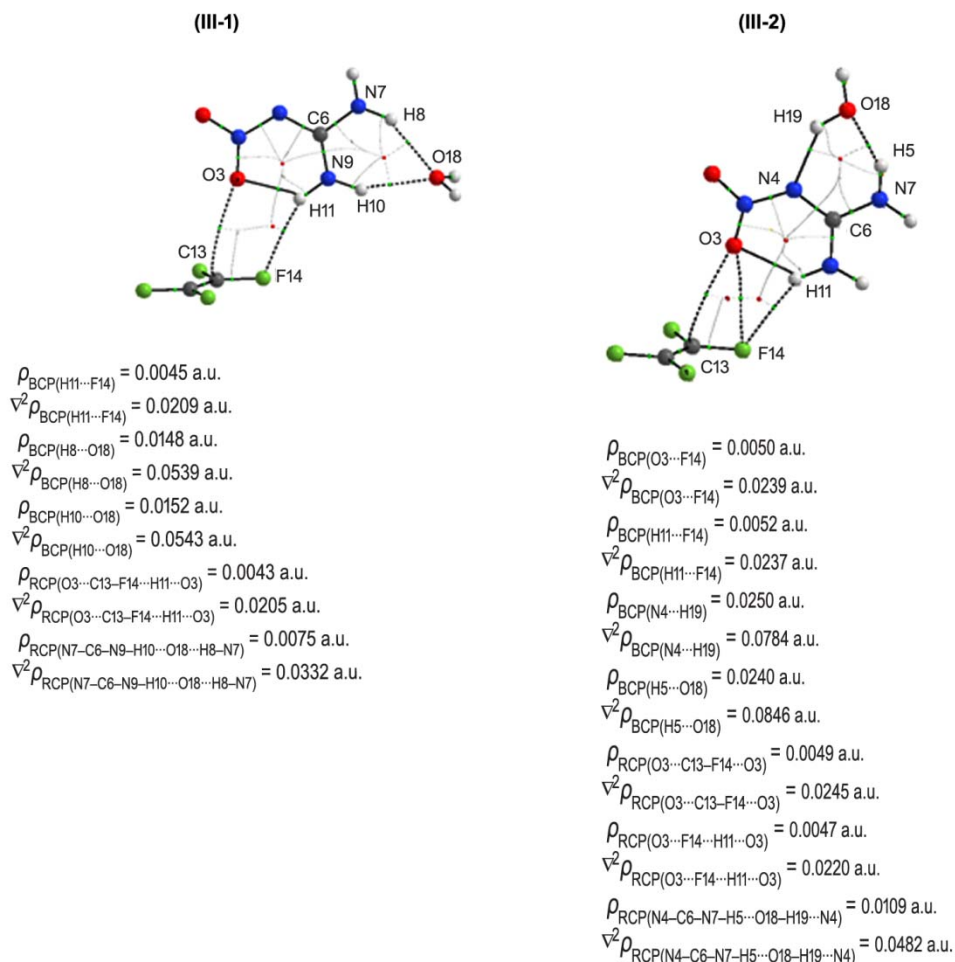 (III-1)
N7
H8
C6
N9
O18
O3
H11
H10
C13
F14
ρBCP(H11···F14) = 0.0045 a.u.
∇²ρBCP(H11···F14) = 0.0209 a.u.
ρBCP(H8···O18) = 0.0148 a.u.
∇²ρBCP(H8···O18) = 0.0539 a.u.
ρBCP(H10···O18) = 0.0152 a.u.
∇²ρBCP(H10···O18) = 0.0543 a.u.
ρRCP(O3···C13–F14···H11···O3) = 0.0043 a.u.
∇²ρRCP(O3···C13–F14···H11···O3) = 0.0205 a.u.
ρRCP(N7–C6–N9–H10···O18···H8–N7) = 0.0075 a.u.
∇²ρRCP(N7–C6–N9–H10···O18···H8–N7) = 0.0332 a.u.
(III-2)
O18
H19
H5
N4
N7
C6
O3
H11
F14
C13
ρBCP(O3···F14) = 0.0050 a.u.
∇²ρBCP(O3···F14) = 0.0239 a.u.
ρBCP(H11···F14) = 0.0052 a.u.
∇²ρBCP(H11···F14) = 0.0237 a.u.
ρBCP(N4···H19) = 0.0250 a.u.
∇²ρBCP(N4···H19) = 0.0784 a.u.
ρBCP(H5···O18) = 0.0240 a.u.
∇²ρBCP(H5···O18) = 0.0846 a.u.
ρRCP(O3···C13–F14···O3) = 0.0049 a.u.
∇²ρRCP(O3···C13–F14···O3) = 0.0245 a.u.
ρRCP(O3···F14···H11···O3) = 0.0047 a.u.
∇²ρRCP(O3···F14···H11···O3) = 0.0220 a.u.
ρRCP(N4–C6–N7–H5···O18–H19···N4) = 0.0109 a.u.
∇²ρRCP(N4–C6–N7–H5···O18–H19···N4) = 0.0482 a.u.